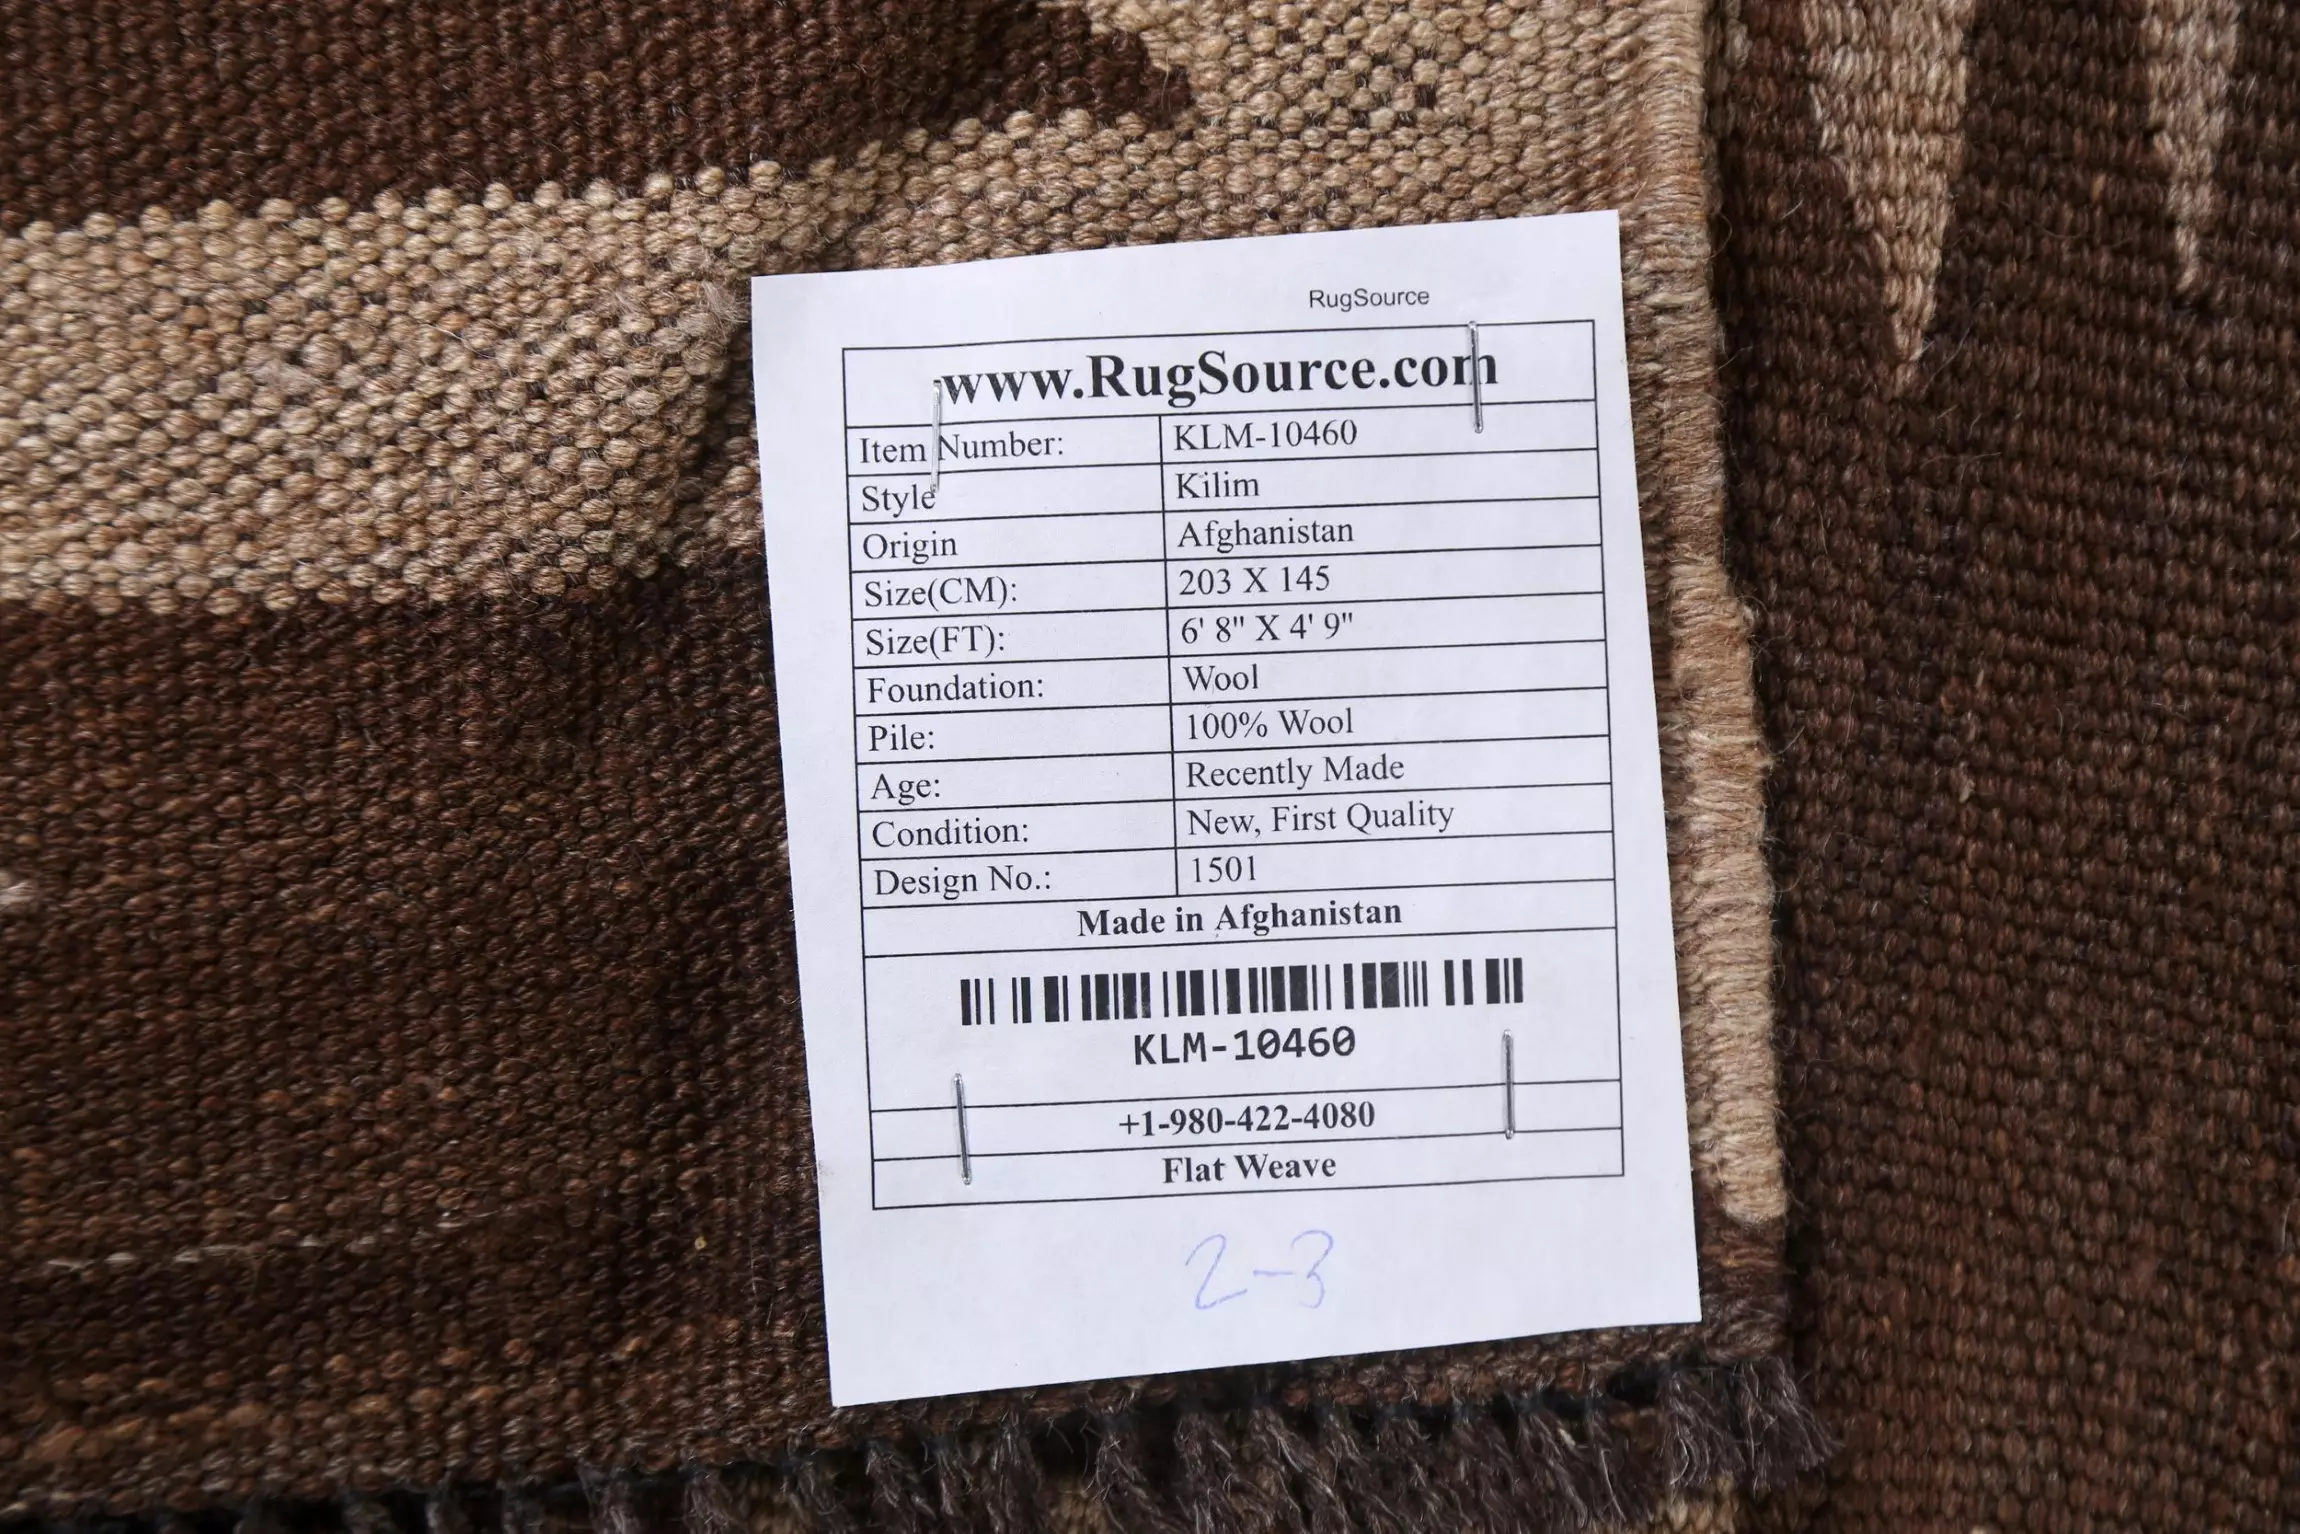 RugSource
www.RugSource.com
Item Number: KLM-10460
Style Kilim
Origin Afghanistan
Size(CM): 203 X 145
Size(FT): 6' 8" X 4' 9"
Foundation: Wool
Pile: 100% Wool
Age: Recently Made
Condition: New, First Quality
Design No.: 1501
Made in Afghanistan
KLM-10460
+1-980-422-4080
Flat Weave
2-3